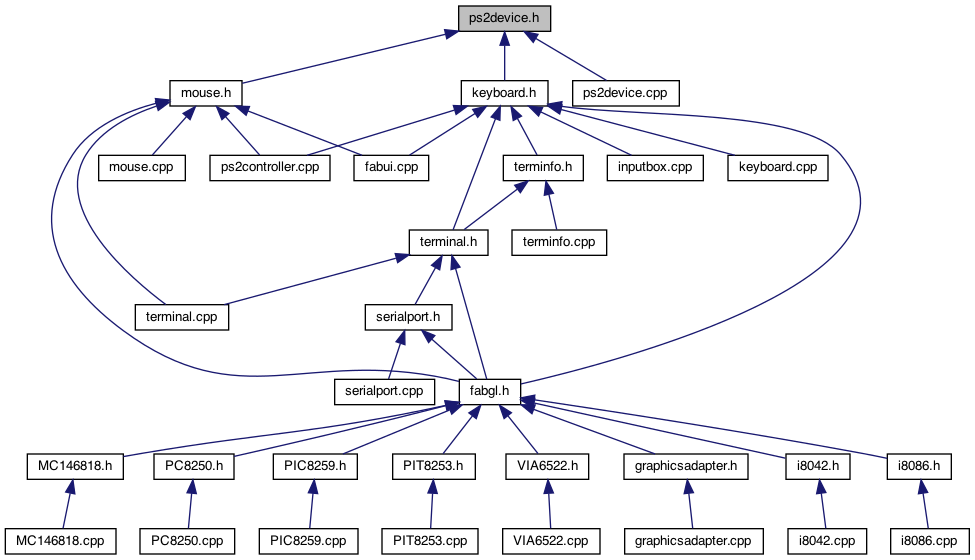 ps2device.h
mouse.h
keyboard.h
ps2device.cpp
mouse.cpp
ps2controller.cpp
fabui.cpp
terminfo.h
inputbox.cpp
keyboard.cpp
terminal.h
terminfo.cpp
terminal.cpp
serialport.h
serialport.cpp
fabgl.h
MC146818.h
PC8250.h
PIC8259.h
PIT8253.h
VIA6522.h
graphicsadapter.h
i8042.h
i8086.h
MC146818.cpp
PC8250.cpp
PIC8259.cpp
PIT8253.cpp
VIA6522.cpp
graphicsadapter.cpp
i8042.cpp
i8086.cpp